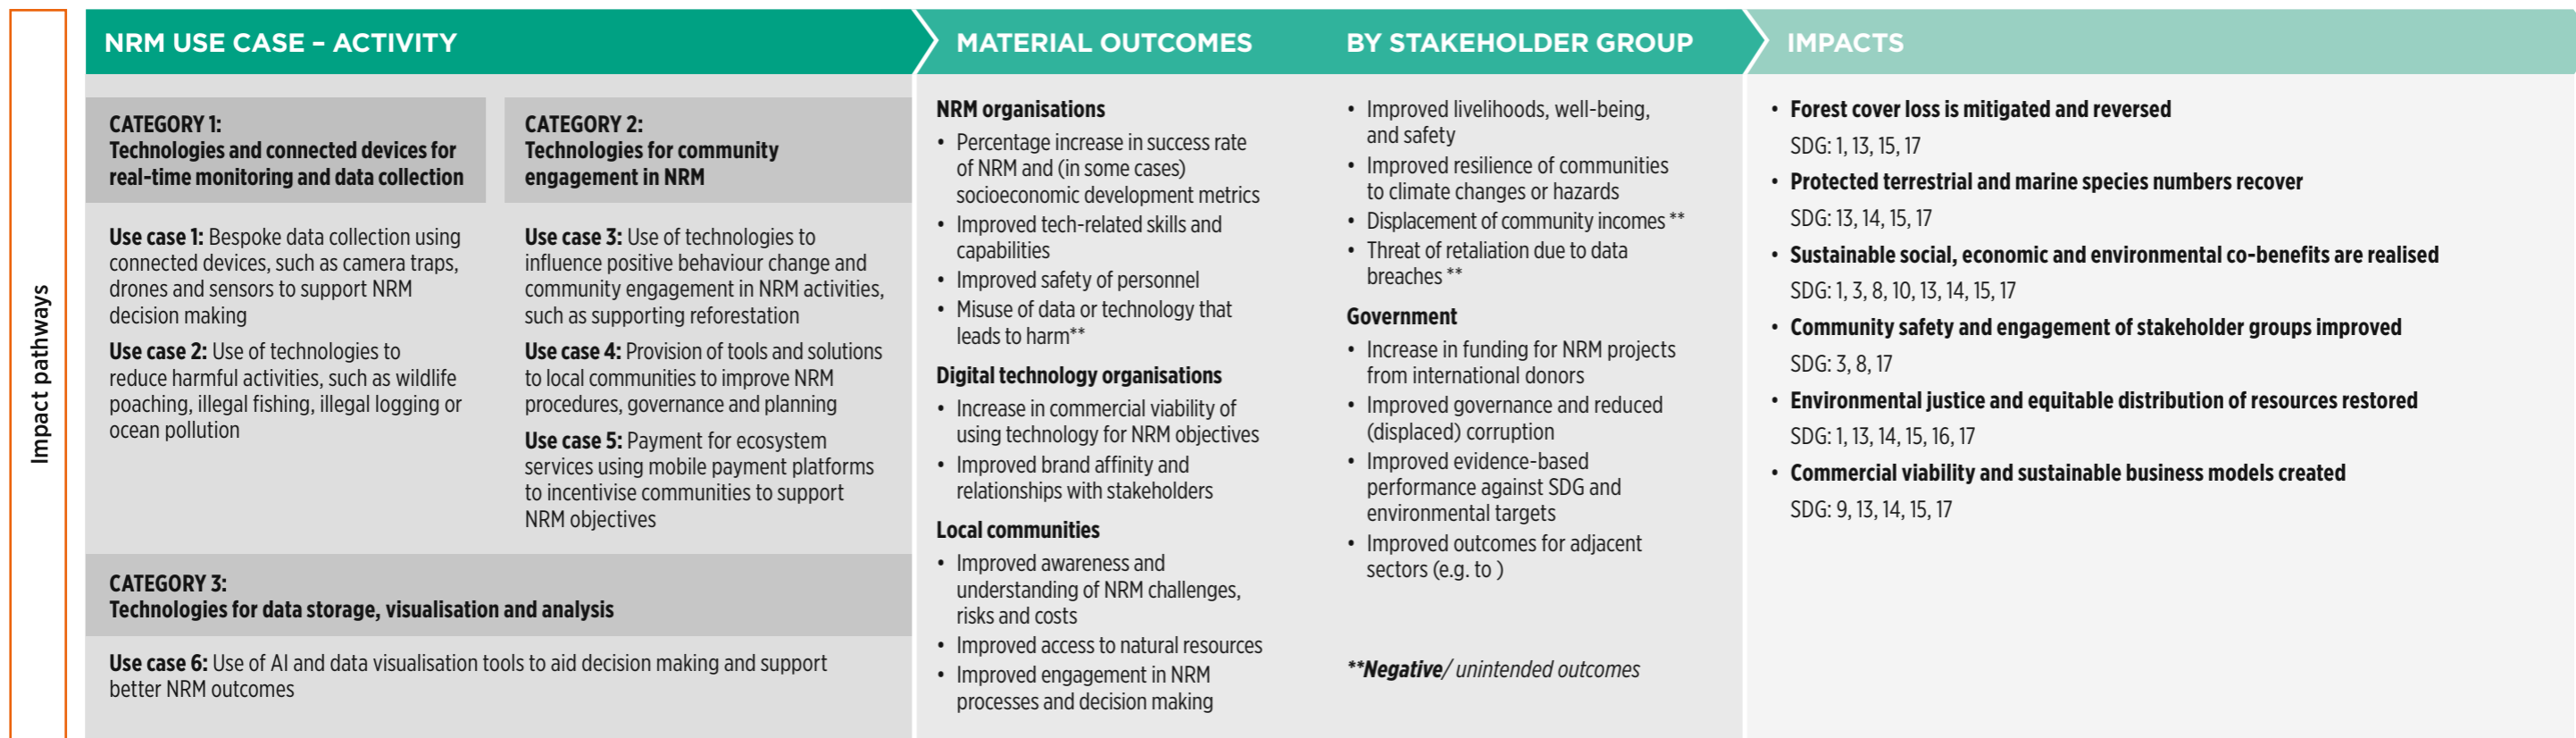 Impact pathways
NRM USE CASE – ACTIVITY
CATEGORY 1:
Technologies and connected devices for
real-time monitoring and data collection
Use case 1: Bespoke data collection using
connected devices, such as camera traps,
drones and sensors to support NRM
decision making
Use case 2: Use of technologies to
reduce harmful activities, such as wildlife
poaching, illegal fishing, illegal logging or
ocean pollution
CATEGORY 2:
Technologies for community
engagement in NRM
Use case 3: Use of technologies to
influence positive behaviour change and
community engagement in NRM activities,
such as supporting reforestation
Use case 4: Provision of tools and solutions
to local communities to improve NRM
procedures, governance and planning
Use case 5: Payment for ecosystem
services using mobile payment platforms
to incentivise communities to support
NRM objectives
CATEGORY 3:
Technologies for data storage, visualisation and analysis
Use case 6: Use of AI and data visualisation tools to aid decision making and support
better NRM outcomes
MATERIAL OUTCOMES BY STAKEHOLDER GROUP
NRM organisations
• Percentage increase in success rate
of NRM and (in some cases)
socioeconomic development metrics
• Improved tech-related skills and
capabilities
• Improved safety of personnel
• Misuse of data or technology that
leads to harm**
Digital technology organisations
• Increase in commercial viability of
using technology for NRM objectives
• Improved brand affinity and
relationships with stakeholders
Local communities
• Improved awareness and
understanding of NRM challenges,
risks and costs
• Improved access to natural resources
• Improved engagement in NRM
processes and decision making
• Improved livelihoods, well-being,
and safety
• Improved resilience of communities
to climate changes or hazards
• Displacement of community incomes **
• Threat of retaliation due to data
breaches **
Government
• Increase in funding for NRM projects
from international donors
• Improved governance and reduced
(displaced) corruption
• Improved evidence-based
performance against SDG and
environmental targets
• Improved outcomes for adjacent
sectors (e.g. to )
**Negative/ unintended outcomes
IMPACTS
• Forest cover loss is mitigated and reversed
SDG: 1, 13, 15, 17
• Protected terrestrial and marine species numbers recover
SDG: 13, 14, 15, 17
• Sustainable social, economic and environmental co-benefits are realised
SDG: 1, 3, 8, 10, 13, 14, 15, 17
• Community safety and engagement of stakeholder groups improved
SDG: 3, 8, 17
• Environmental justice and equitable distribution of resources restored
SDG: 1, 13, 14, 15, 16, 17
• Commercial viability and sustainable business models created
SDG: 9, 13, 14, 15, 17